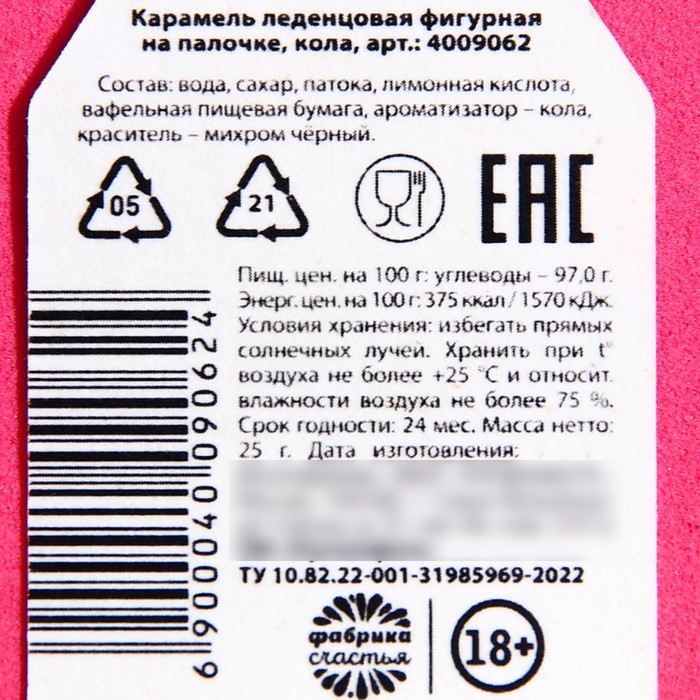 Карамель леденцовая фигурная
на палочке, кола, арт.: 4009062
Состав: вода, сахар, патока, лимонная кислота,
вафельная пищевая бумага, ароматизатор – кола,
краситель – михром чёрный.
05
21
EAC
Пищ. цен. на 100 г: углеводы – 97,0 г.
Энерг. цен. на 100 г: 375 ккал / 1570 кДж.
Условия хранения: избегать прямых
солнечных лучей. Хранить при t°
воздуха не более +25 °С и относит.
влажности воздуха не более 75 %.
Срок годности: 24 мес. Масса нетто:
25 г. Дата изготовления:
ТУ 10.82.22-001-31985969-2022
фабрика
счастья
18+
6900040090624